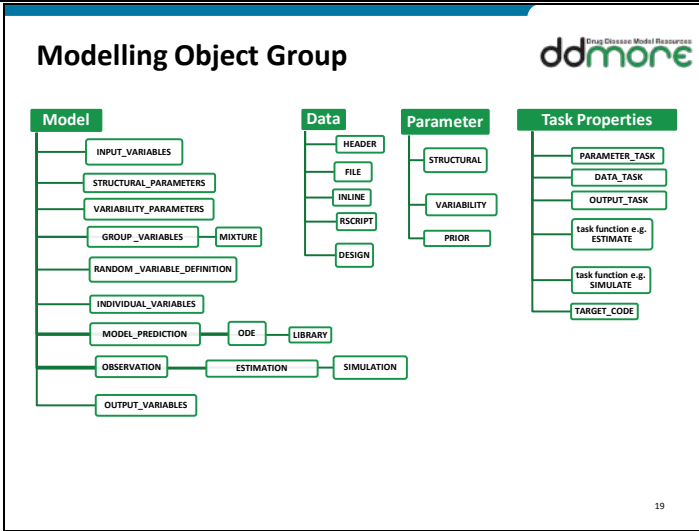 Modelling Object Group
Drug Disease Model Resources
ddmore
Model
INPUT_VARIABLES
STRUCTURAL_PARAMETERS
VARIABILITY_PARAMETERS
GROUP _VARIABLES
MIXTURE
RANDOM _VARIABLE_DEFINITION
INDIVIDUAL_VARIABLES
MODEL_PREDICTION
ODE
LIBRARY
OBSERVATION
ESTIMATION
SIMULATION
OUTPUT_VARIABLES
Data
HEADER
FILE
INLINE
RSCRIPT
DESIGN
Parameter
STRUCTURAL
VARIABILITY
PRIOR
Task Properties
PARAMETER_TASK
DATA_TASK
OUTPUT_TASK
task function e.g.
ESTIMATE
task function e.g.
SIMULATE
TARGET_CODE
19